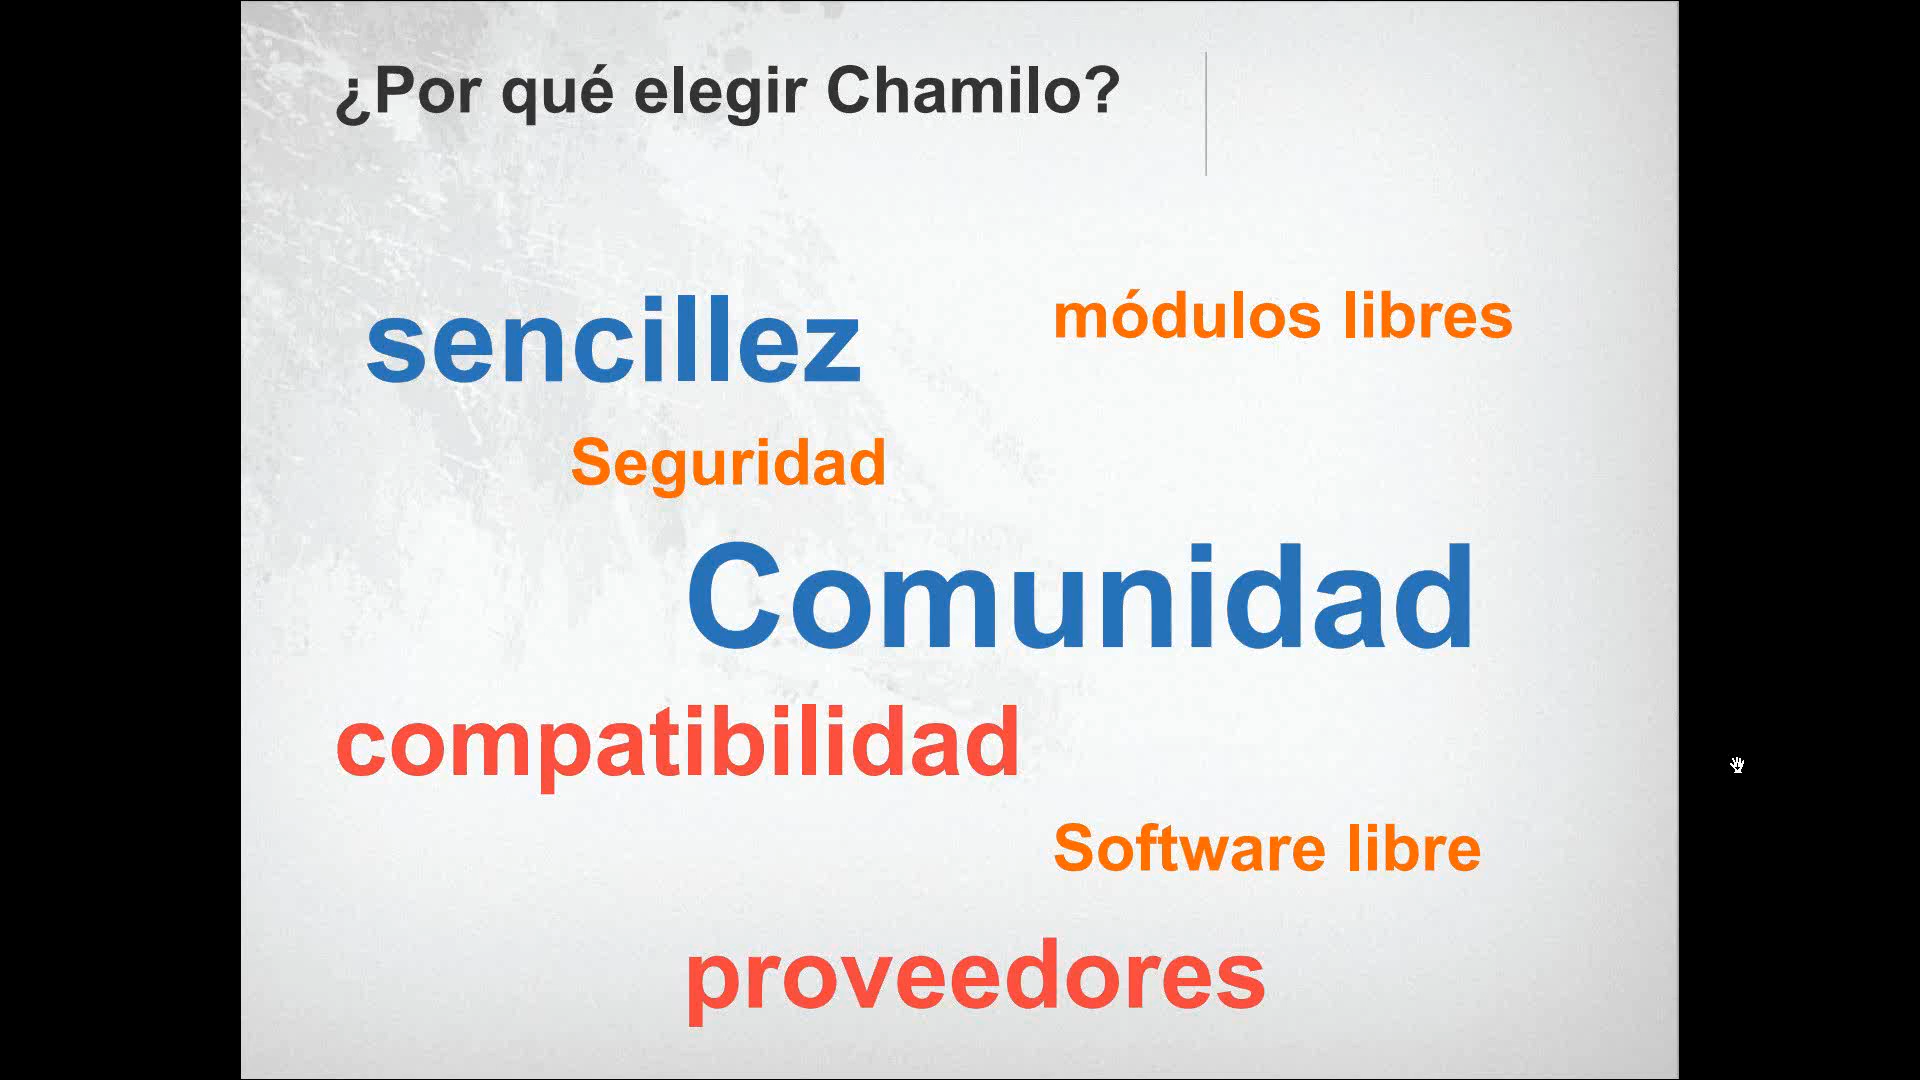 ¿Por qué elegir Chamilo?
sencillez
módulos libres
Seguridad
Comunidad
compatibilidad
Software libre
proveedores